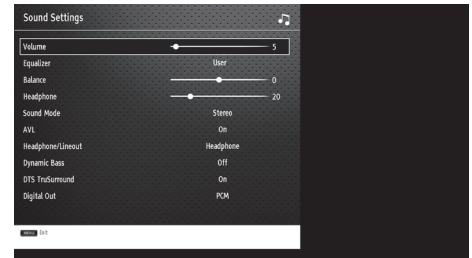 Sound Settings
Volume 5
Equalizer User
Balance 0
Headphone 20
Sound Mode Stereo
AVL On
Headphone/Lineout Headphone
Dynamic Bass Off
DTS TruSurround On
Digital Out PCM
MENU Exit